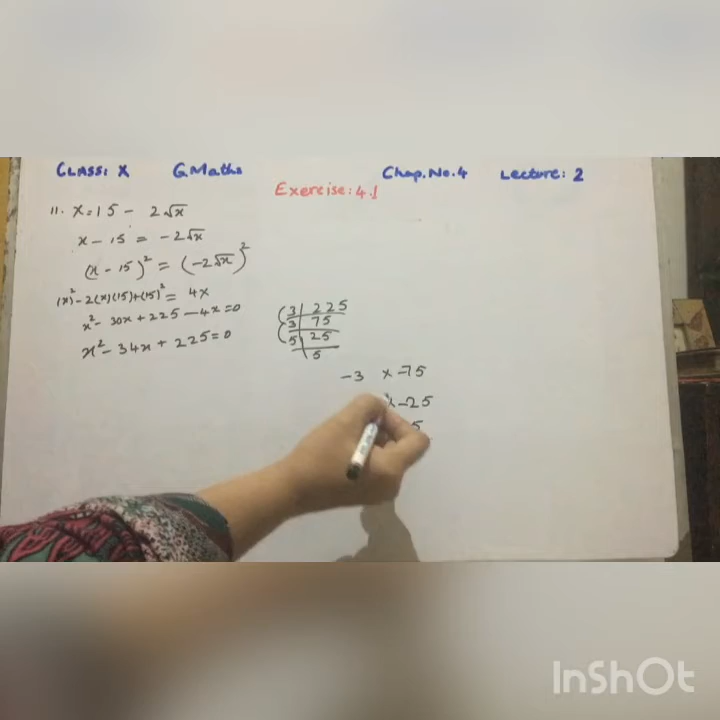 CLASS: X G.Maths Chap.No.4 Lecture: 2
Exercise: 4.1
11. x = 15 - 2√x
x - 15 = -2√x
(x - 15)² = (-2√x)²
(x)² - 2(x)(15) + (15)² = 4x
x² - 30x + 225 - 4x = 0
x² - 34x + 225 = 0
3 | 225
3 | 75
5 | 25
5
-3 x -75
x -25
5
InShOt